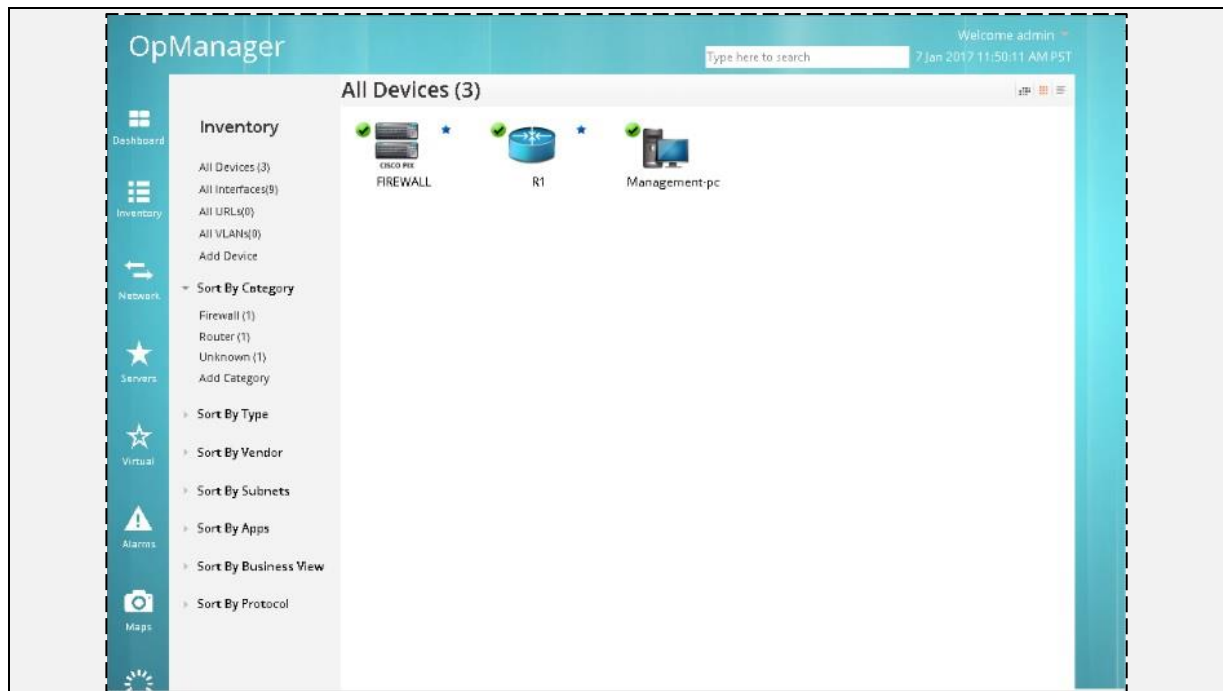 OpManager
Welcome admin
Type here to search
7 Jan 2017 11:50:11 AM PST
All Devices (3)
Dashboard
Inventory
Network
Servers
Virtual
Alarms
Maps
Inventory
All Devices (3)
All Interfaces(9)
All URLs(0)
All VLANs(0)
Add Device
Sort By Category
Firewall (1)
Router (1)
Unknown (1)
Add Category
Sort By Type
Sort By Vendor
Sort By Subnets
Sort By Apps
Sort By Business View
Sort By Protocol
CISCO PIX
FIREWALL
R1
Management-pc